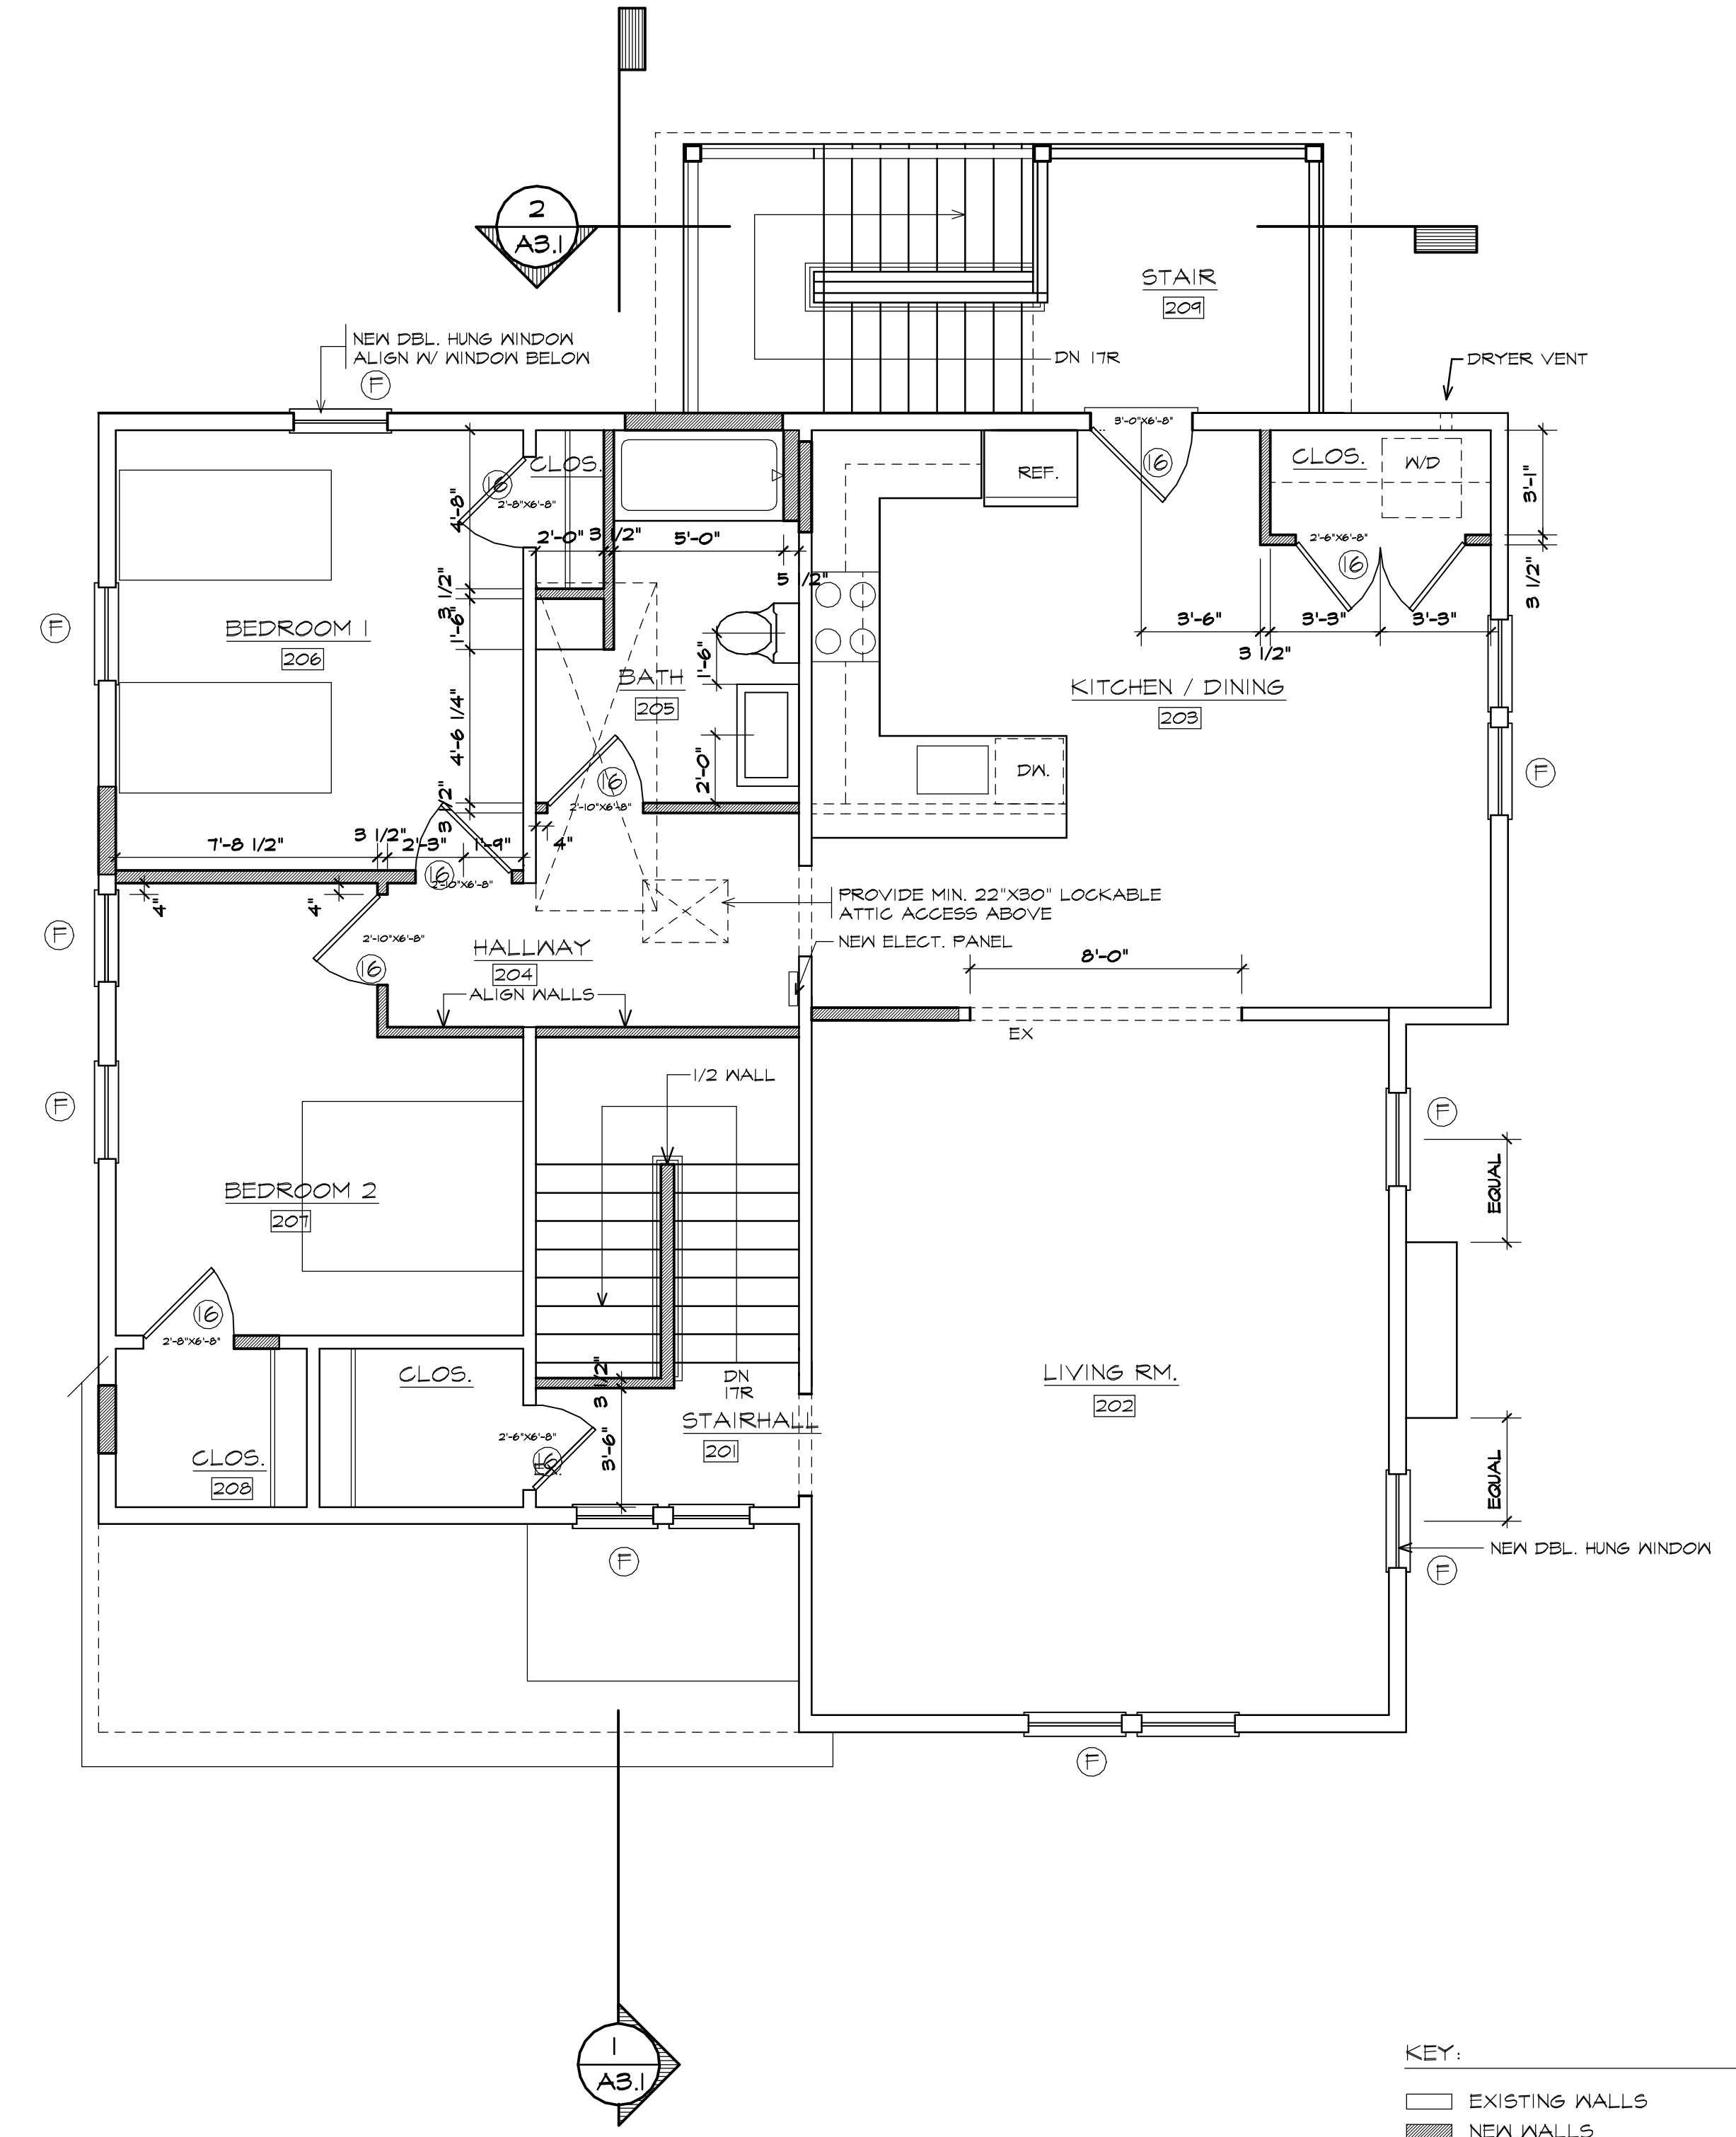 2
A3.1
STAIR
209
NEW DBL. HUNG WINDOW
ALIGN W/ WINDOW BELOW
F
DN 17R
DRYER VENT
3'-0"X6'-8"
16
CLOS.
16
2'-8"X6'-8"
4'-8"
REF.
CLOS.
W/D
3'-1"
2'-0"
3 1/2"
5'-0"
5 1/2"
2'-6"X6'-8"
16
3 1/2"
3 1/2"
1'-6"
3'-6"
3'-3"
3'-3"
3 1/2"
F
BEDROOM 1
206
1'-6"
BATH
205
KITCHEN / DINING
203
4'-6 1/4"
2'-0"
16
2'-10"X6'-8"
DW.
F
3 1/2"
7'-8 1/2"
3 1/2"
2'-3"
1'-9"
4"
16
2'-10"X6'-8"
4"
4"
PROVIDE MIN. 22"X30" LOCKABLE
ATTIC ACCESS ABOVE
F
2'-10"X6'-8"
16
HALLWAY
204
NEW ELECT. PANEL
ALIGN WALLS
8'-0"
EX
1/2 WALL
F
F
EQUAL
BEDROOM 2
207
16
2'-8"X6'-8"
CLOS.
3 1/2"
DN
17R
LIVING RM.
202
STAIRHALL
201
2'-6"X6'-8"
16
EX.
3'-6"
CLOS.
208
EQUAL
F
NEW DBL. HUNG WINDOW
F
F
1
A3.1
KEY:
EXISTING WALLS
NEW WALLS